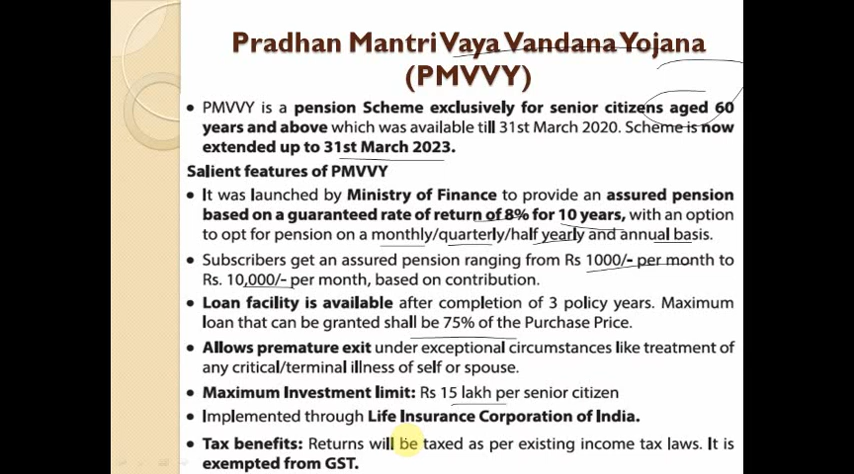 Pradhan Mantri Vaya Vandana Yojana
(PMVVY)
• PMVVY is a pension Scheme exclusively for senior citizens aged 60
years and above which was available till 31st March 2020. Scheme is now
extended up to 31st March 2023.
Salient features of PMVVY
• It was launched by Ministry of Finance to provide an assured pension
based on a guaranteed rate of return of 8% for 10 years, with an option
to opt for pension on a monthly/quarterly/half yearly and annual basis.
• Subscribers get an assured pension ranging from Rs 1000/- per month to
Rs. 10,000/- per month, based on contribution.
• Loan facility is available after completion of 3 policy years. Maximum
loan that can be granted shall be 75% of the Purchase Price.
• Allows premature exit under exceptional circumstances like treatment of
any critical/terminal illness of self or spouse.
• Maximum Investment limit: Rs 15 lakh per senior citizen
• Implemented through Life Insurance Corporation of India.
• Tax benefits: Returns will be taxed as per existing income tax laws. It is
exempted from GST.